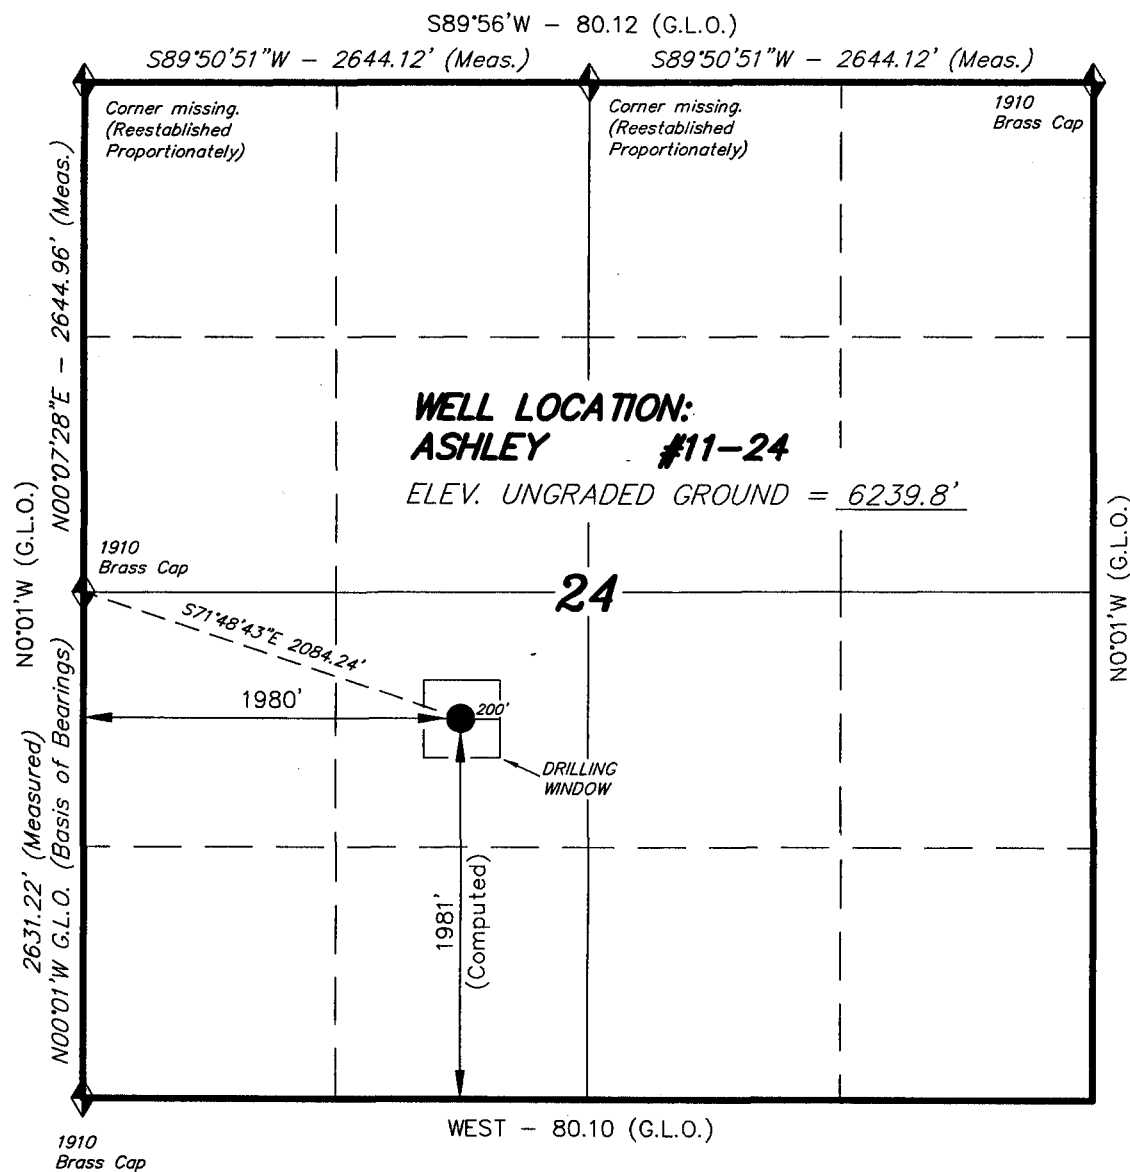 S89°56'W - 80.12 (G.L.O.)
S89°50'51"W - 2644.12' (Meas.)
S89°50'51"W - 2644.12' (Meas.)
Corner missing.
(Reestablished
Proportionately)
Corner missing.
(Reestablished
Proportionately)
1910
Brass Cap
N00°07'28"E - 2644.96' (Meas.)
WELL LOCATION:
ASHLEY #11-24
ELEV. UNGRADED GROUND = 6239.8'
N0°01'W (G.L.O.)
N0°01'W (G.L.O.)
1910
Brass Cap
24
S71°48'43"E 2084.24'
1980'
200'
DRILLING
WINDOW
2631.22' (Measured)
N00°01'W G.L.O. (Basis of Bearings)
1981'
(Computed)
WEST - 80.10 (G.L.O.)
1910
Brass Cap